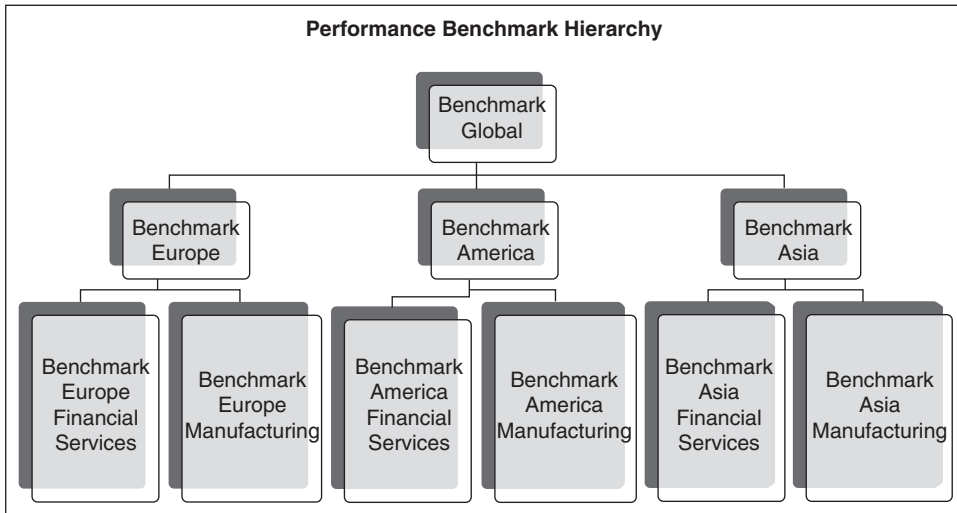 Performance Benchmark Hierarchy
Benchmark
Global
Benchmark
Europe
Benchmark
America
Benchmark
Asia
Benchmark
Europe
Financial
Services
Benchmark
Europe
Manufacturing
Benchmark
America
Financial
Services
Benchmark
America
Manufacturing
Benchmark
Asia
Financial
Services
Benchmark
Asia
Manufacturing